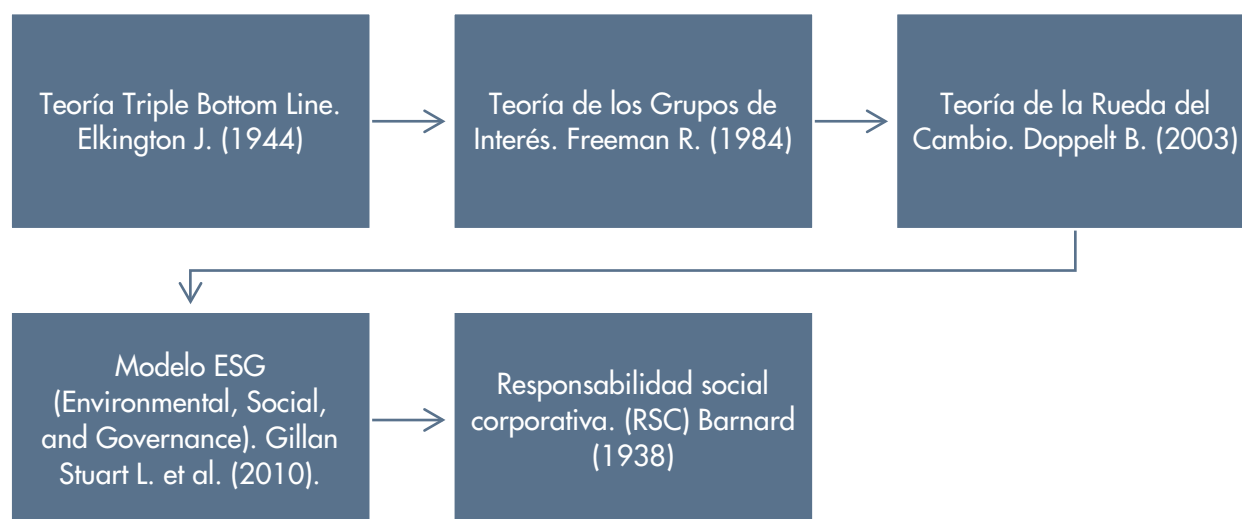 Teoría Triple Bottom Line.
Elkington J. (1944)
Teoría de los Grupos de
Interés. Freeman R. (1984)
Teoría de la Rueda del
Cambio. Doppelt B. (2003)
Modelo ESG
(Environmental, Social,
and Governance). Gillan
Stuart L. et al. (2010).
Responsabilidad social
corporativa. (RSC) Barnard
(1938)